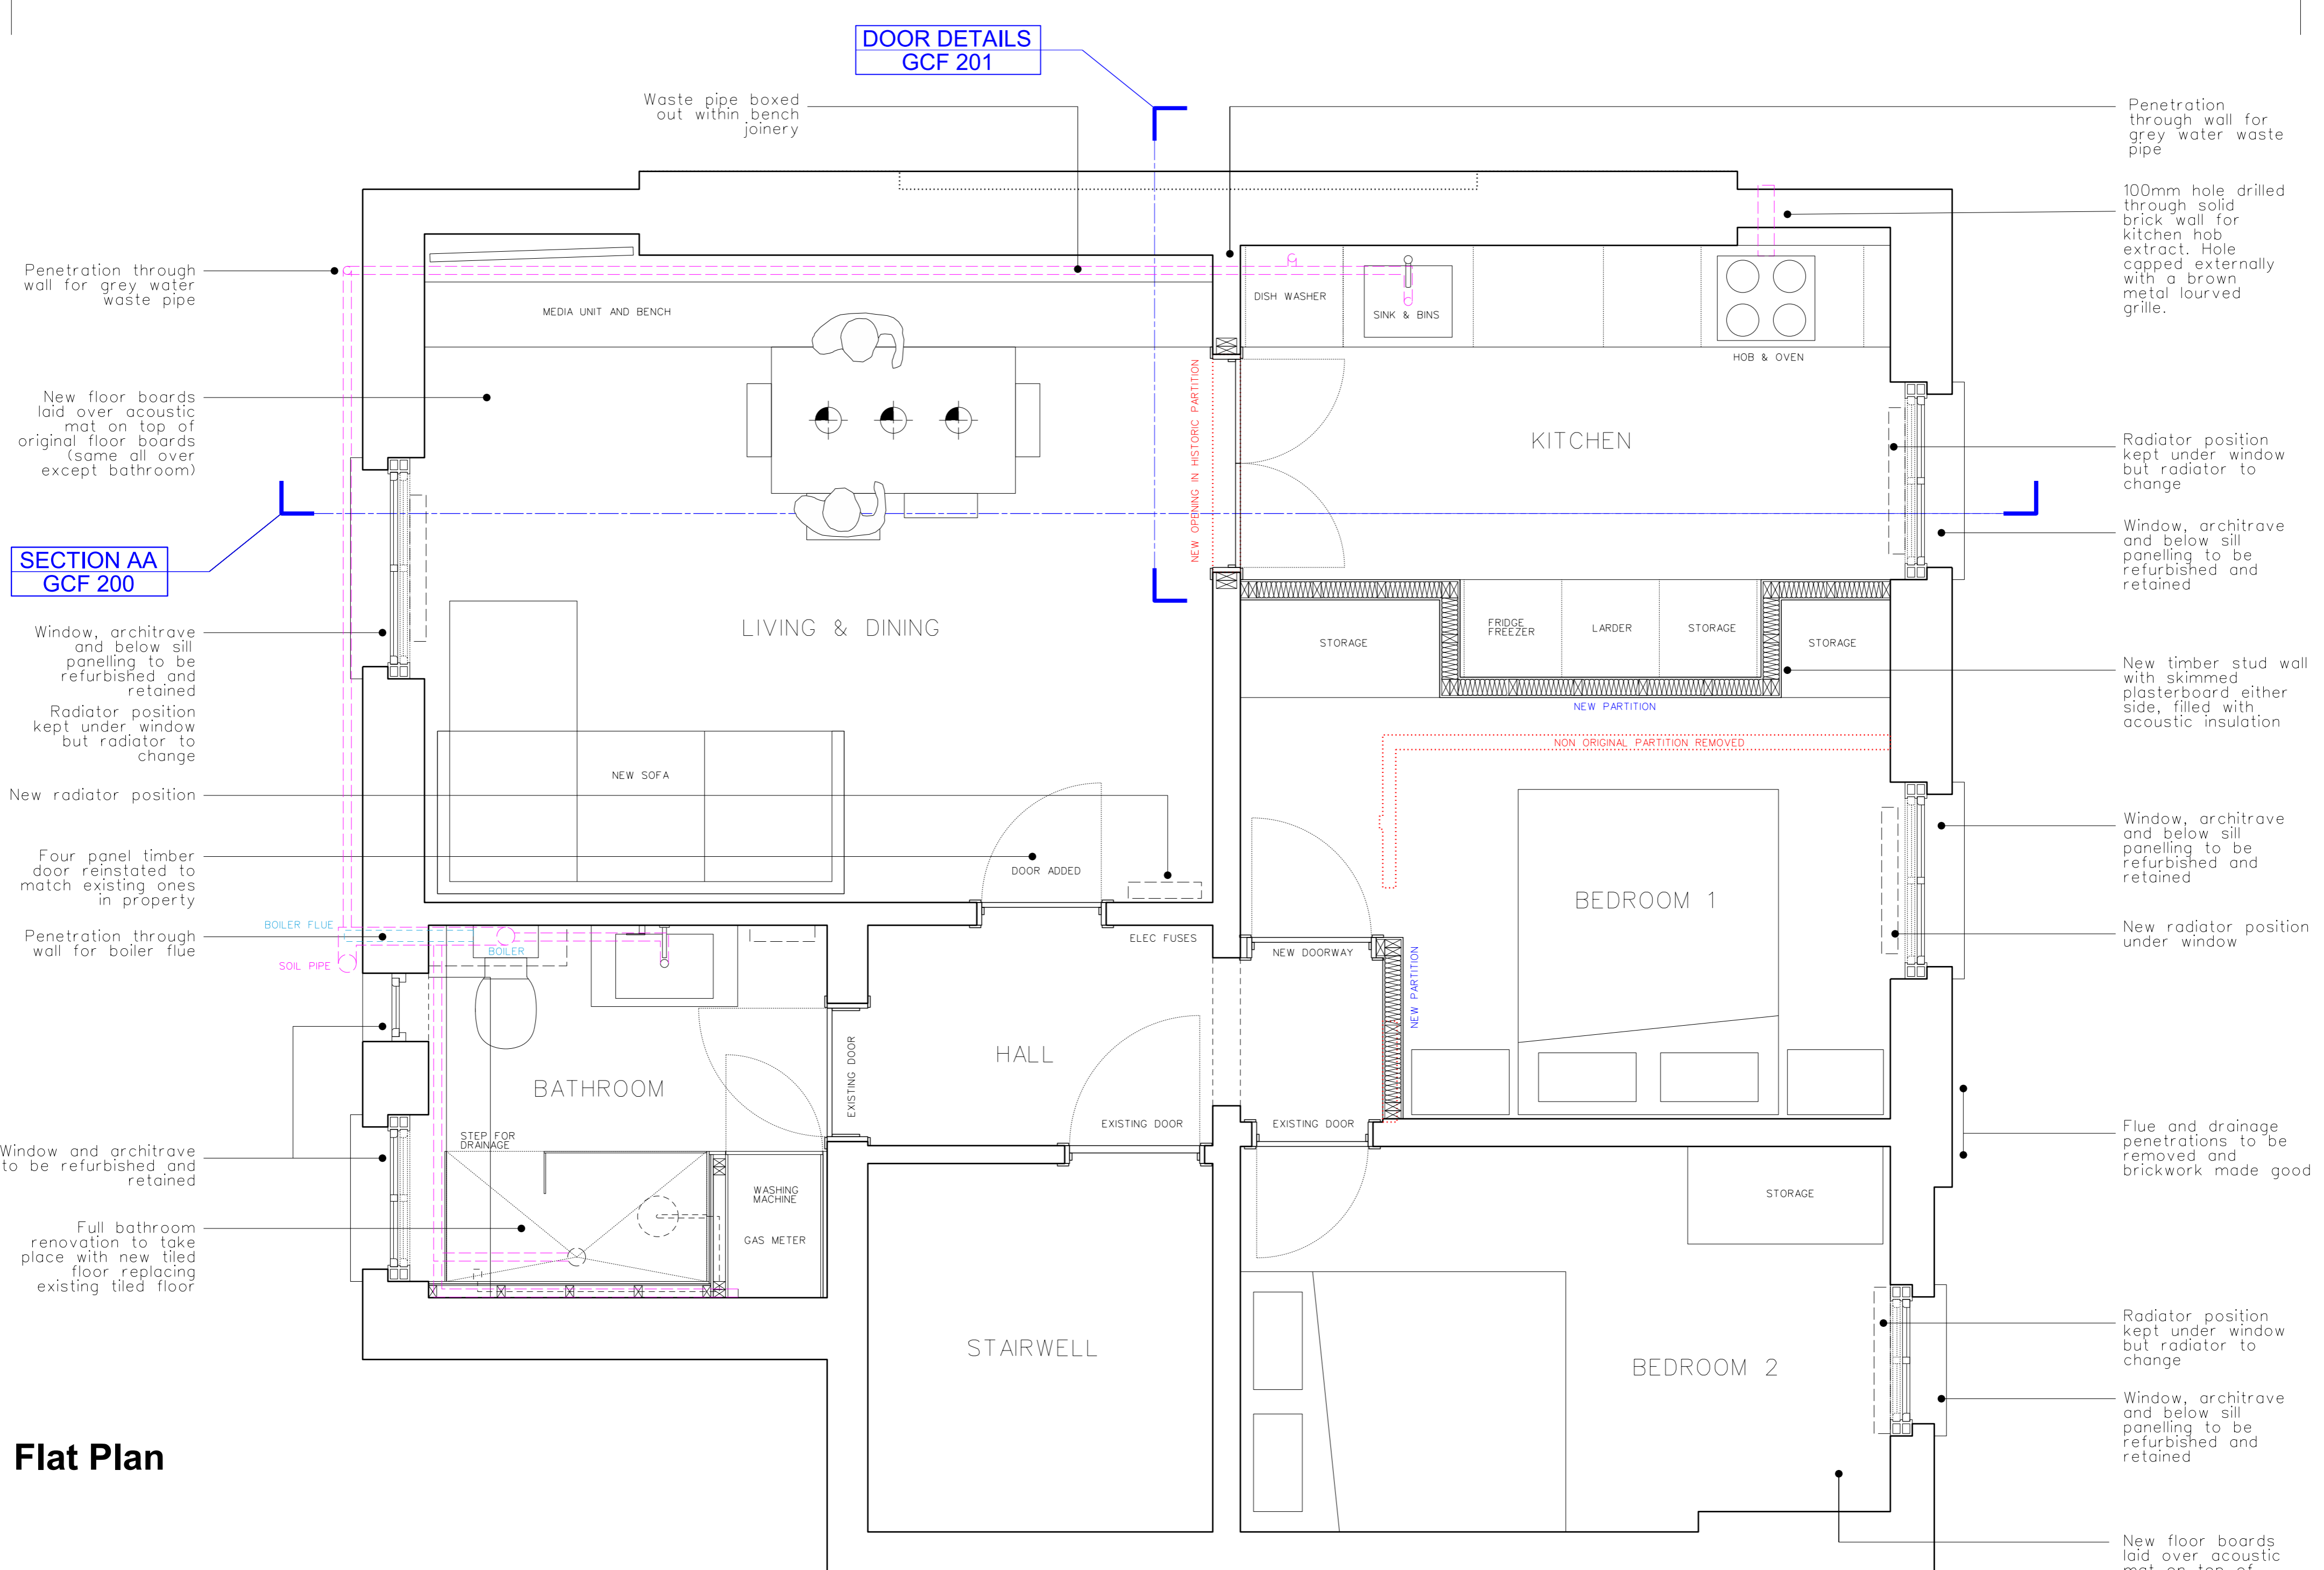 DOOR DETAILS
GCF 201
Waste pipe boxed
out within bench
joinery
Penetration
through wall for
grey water waste
pipe
100mm hole drilled
through solid
brick wall for
kitchen hob
extract. Hole
capped externally
with a brown
metal lourved
grille.
Penetration through
wall for grey water
waste pipe
MEDIA UNIT AND BENCH
DISH WASHER
SINK & BINS
HOB & OVEN
New floor boards
laid over acoustic
mat on top of
original floor boards
(same all over
except bathroom)
NEW OPENING IN HISTORIC PARTITION
KITCHEN
Radiator position
kept under window
but radiator to
change
Window, architrave
and below sill
panelling to be
refurbished and
retained
SECTION AA
GCF 200
Window, architrave
and below sill
panelling to be
refurbished and
retained
LIVING & DINING
STORAGE
FRIDGE
FREEZER
LARDER
STORAGE
STORAGE
New timber stud wall
with skimmed
plasterboard either
side, filled with
acoustic insulation
NEW PARTITION
Radiator position
kept under window
but radiator to
change
NON ORIGINAL PARTITION REMOVED
NEW SOFA
New radiator position
Window, architrave
and below sill
panelling to be
refurbished and
retained
Four panel timber
door reinstated to
match existing ones
in property
DOOR ADDED
BEDROOM 1
BOILER FLUE
Penetration through
wall for boiler flue
BOILER
SOIL PIPE
ELEC FUSES
NEW DOORWAY
NEW PARTITION
New radiator position
under window
HALL
BATHROOM
EXISTING DOOR
EXISTING DOOR
EXISTING DOOR
STEP FOR
DRAINAGE
Window and architrave
to be refurbished and
retained
Flue and drainage
penetrations to be
removed and
brickwork made good
WASHING
MACHINE
GAS METER
STORAGE
Full bathroom
renovation to take
place with new tiled
floor replacing
existing tiled floor
STAIRWELL
BEDROOM 2
Radiator position
kept under window
but radiator to
change
Window, architrave
and below sill
panelling to be
refurbished and
retained
Flat Plan
New floor boards
laid over acoustic
mat on top of